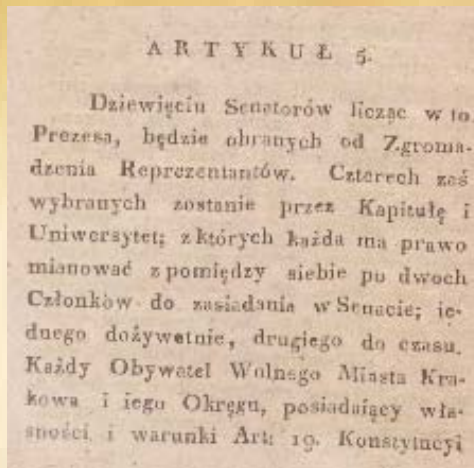 ARTYKUŁ 5.
Dziewięciu Senatorów licząc w to
Prezesa, będzie obranych od Zgroma-
dzenia Reprezentantów. Czterech zaś
wybranych zostanie przez Kapitułę i
Uniwersytet; z których każda ma prawo
mianować z pomiędzy siebie po dwoch
Członków do zasiadania w Senacie; ie-
dnego dożywotnie, drugiego do czasu.
Każdy Obywatel Wolnego Miasta Kra-
kowa i iego Okręgu, posiadaiący wła-
sności i warunki Art: 19. Konstytucyi